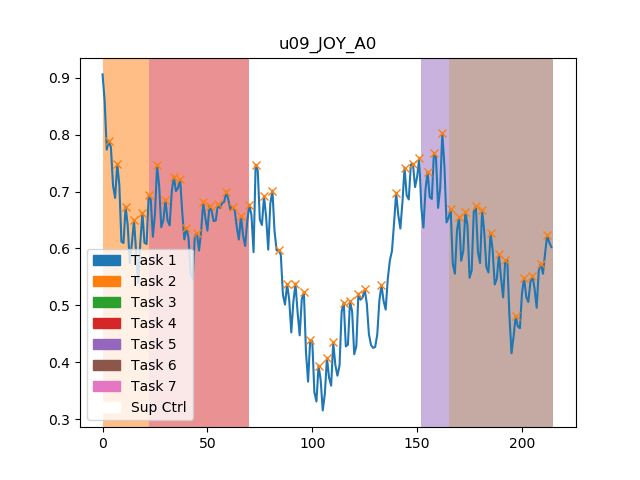 u09_JOY_A0
0.9
0.8
0.7
0.6
0.5
0.4
0.3
Task 1
Task 2
Task 3
Task 4
Task 5
Task 6
Task 7
Sup Ctrl
0 50 100 150 200